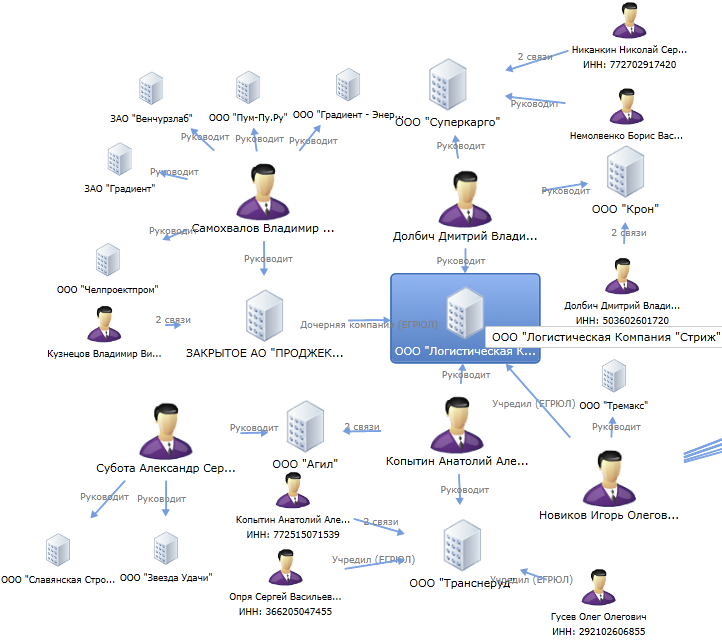 Никанкин Николай Сер...
ИНН: 772702917420
2 связи
Руководит
ООО "Суперкарго"
Немолвенко Борис Вас...
ЗАО "Венчурзлаб"
ООО "Пум-Пу.Ру"
ООО "Градиент - Энер...
Руководит
Руководит
Руководит
Руководит
ЗАО "Градиент"
Руководит
Руководит
ООО "Крон"
Руководит
Самохвалов Владимир ...
Долбич Дмитрий Влади...
2 связи
Руководит
Руководит
ООО "Челпроектпром"
Долбич Дмитрий Влади...
ИНН: 503602601720
2 связи
Дочерняя компания (ЕГРЮЛ)
Кузнецов Владимир Ви...
ЗАКРЫТОЕ АО "ПРОДЖЕК...
ООО "Логистическая К...
ООО "Логистическая Компания "Стриж"
Руководит
Учредил (ЕГРЮЛ)
ООО "Тремакс"
Руководит
Руководит
2 связи
Субота Александр Сер...
ООО "Агил"
Копытин Анатолий Але...
Руководит
Руководит
Руководит
Новиков Игорь Олегов...
Копытин Анатолий Але...
ИНН: 772515071539
2 связи
Учредил (ЕГРЮЛ)
ООО "Славянская Стро...
ООО "Звезда Удачи"
ООО "Транснеруд"
Учредил (ЕГРЮЛ)
Опря Сергей Васильев...
ИНН: 366205047455
Гусев Олег Олегович
ИНН: 292102606855